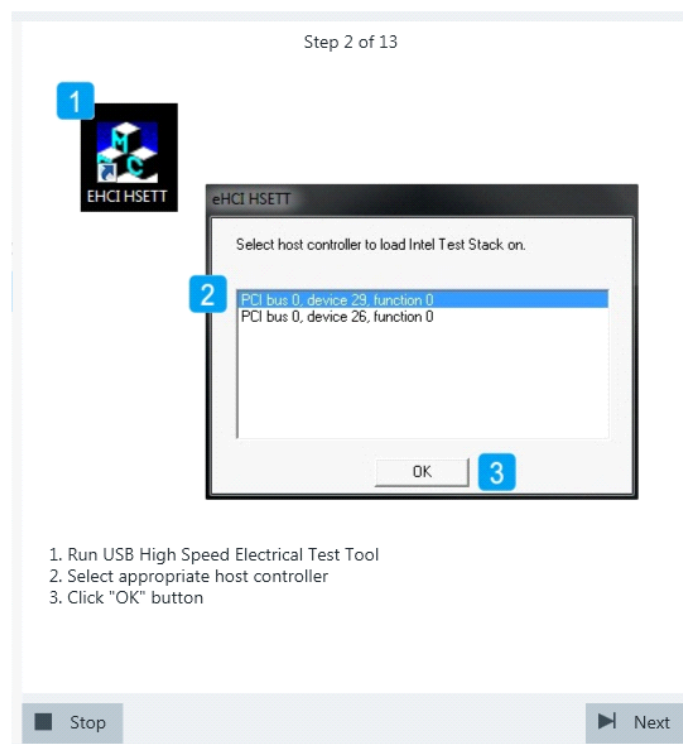 Step 2 of 13
1
M
C
EHCI HSETT
eHCI HSETT
Select host controller to load Intel Test Stack on.
2
PCI bus 0, device 29, function 0
PCI bus 0, device 26, function 0
OK
3
1. Run USB High Speed Electrical Test Tool
2. Select appropriate host controller
3. Click "OK" button
Stop
Next